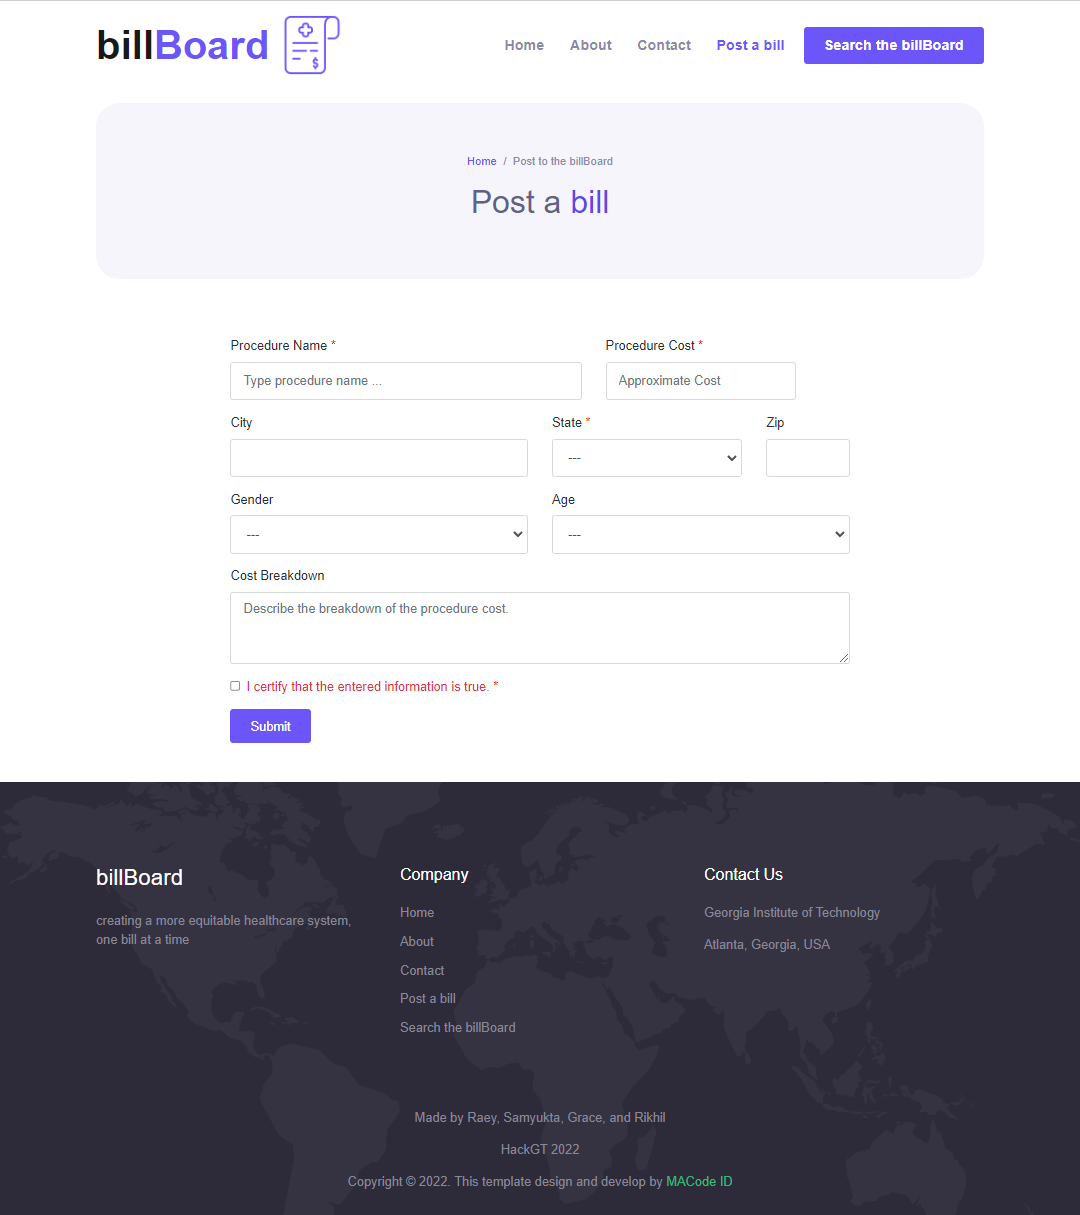 billBoard
$
Home About Contact Post a bill Search the billBoard
Home / Post to the billBoard
Post a bill
Procedure Name * Procedure Cost *
Type procedure name ... Approximate Cost
City State * Zip
---
Gender Age
--- ---
Cost Breakdown
Describe the breakdown of the procedure cost.
I certify that the entered information is true. *
Submit
billBoard
creating a more equitable healthcare system,
one bill at a time
Company
Home
About
Contact
Post a bill
Search the billBoard
Contact Us
Georgia Institute of Technology
Atlanta, Georgia, USA
Made by Raey, Samyukta, Grace, and Rikhil
HackGT 2022
Copyright © 2022. This template design and develop by MACode ID